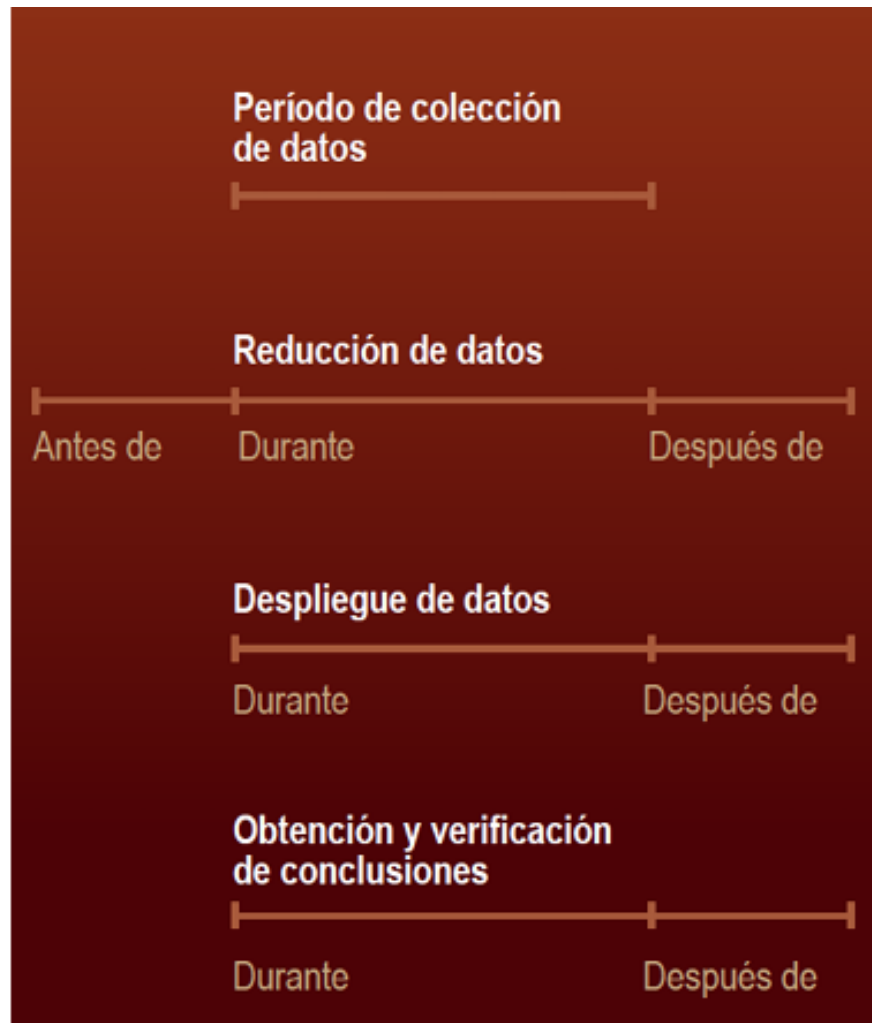 Período de colección
de datos
Reducción de datos
Antes de Durante Después de
Despliegue de datos
Durante Después de
Obtención y verificación
de conclusiones
Durante Después de